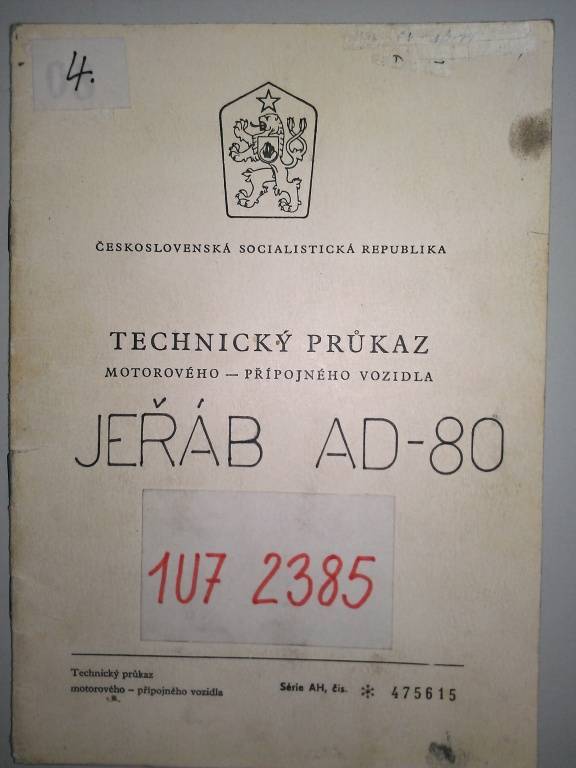 4.
ČESKOSLOVENSKÁ SOCIALISTICKÁ REPUBLIKA
TECHNICKÝ PRŮKAZ
MOTOROVÉHO — PŘÍPOJNÉHO VOZIDLA
JEŘÁB AD-80
1U7 2385
Technický průkaz
motorového – přípojného vozidla
Série AH, čís. * 475615